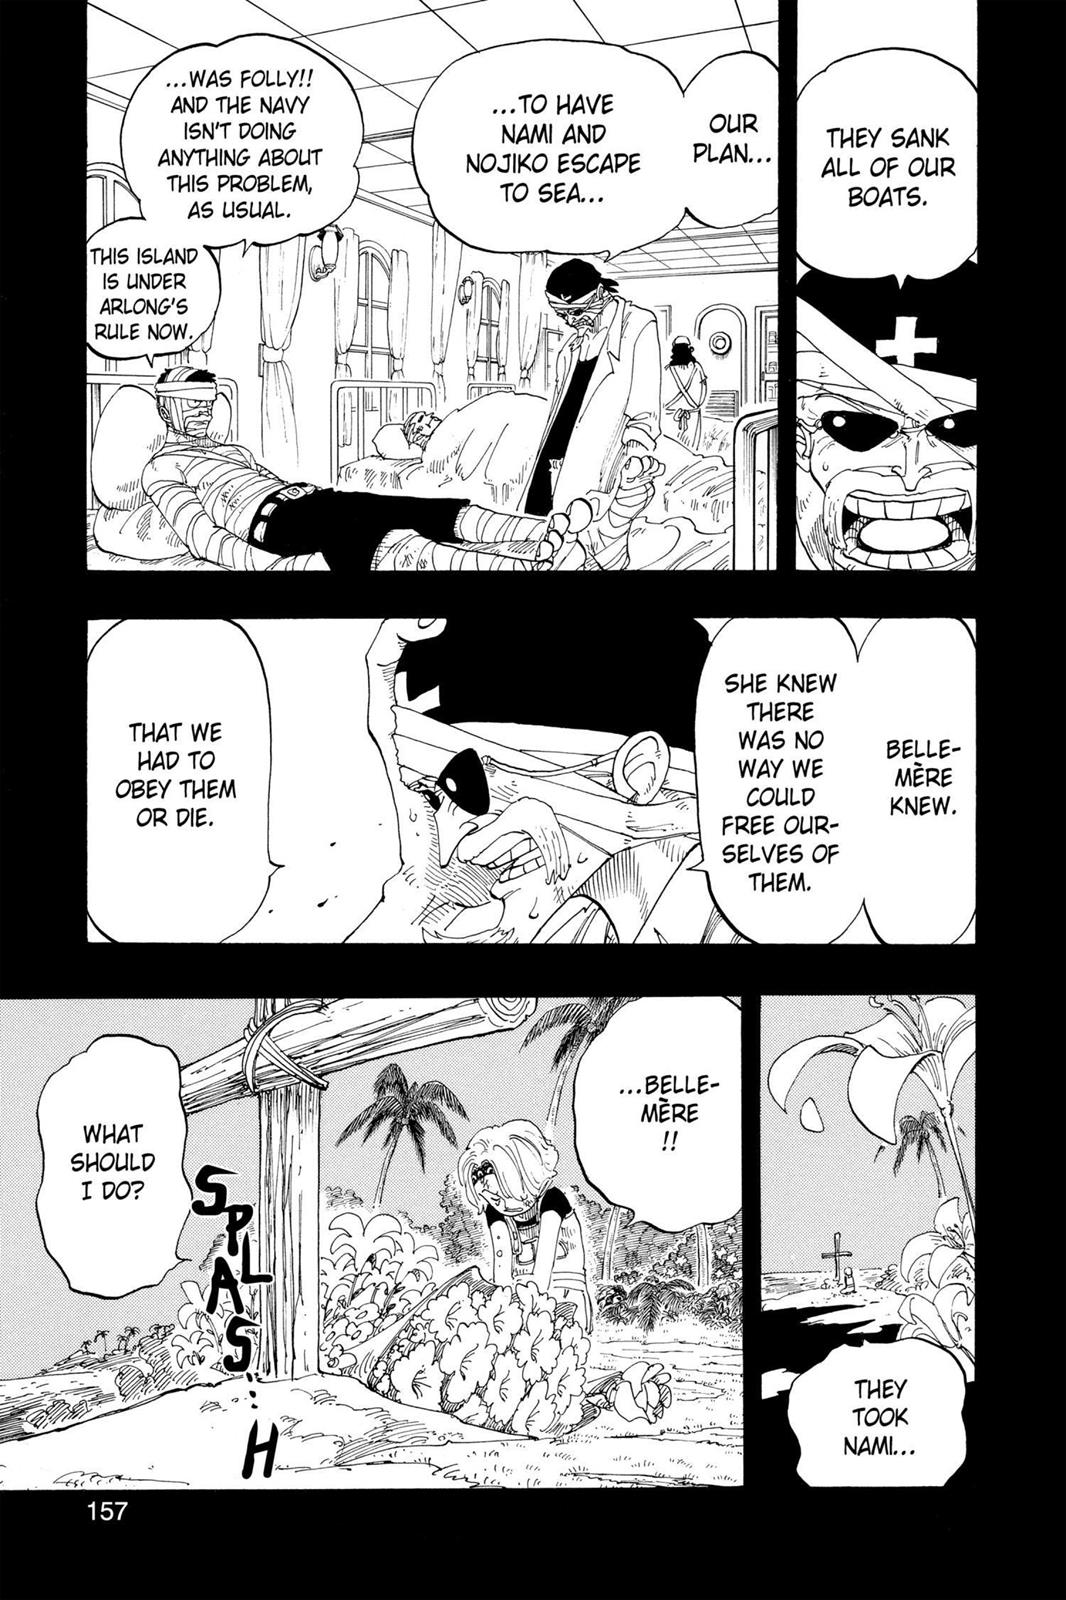 THEY SANK
ALL OF OUR
BOATS.
OUR
PLAN...
...TO HAVE
NAMI AND
NOJIKO ESCAPE
TO SEA...
...WAS FOLLY!!
AND THE NAVY
ISN'T DOING
ANYTHING ABOUT
THIS PROBLEM,
AS USUAL.
THIS ISLAND
IS UNDER
ARLONG'S
RULE NOW.
BELLE-
MÈRE
KNEW.
SHE KNEW
THERE
WAS NO
WAY WE
COULD
FREE OUR-
SELVES OF
THEM.
THAT WE
HAD TO
OBEY THEM
OR DIE.
THEY
TOOK
NAMI...
...BELLE-
MÈRE
!!
WHAT
SHOULD
I DO?
SPLAS...H
157